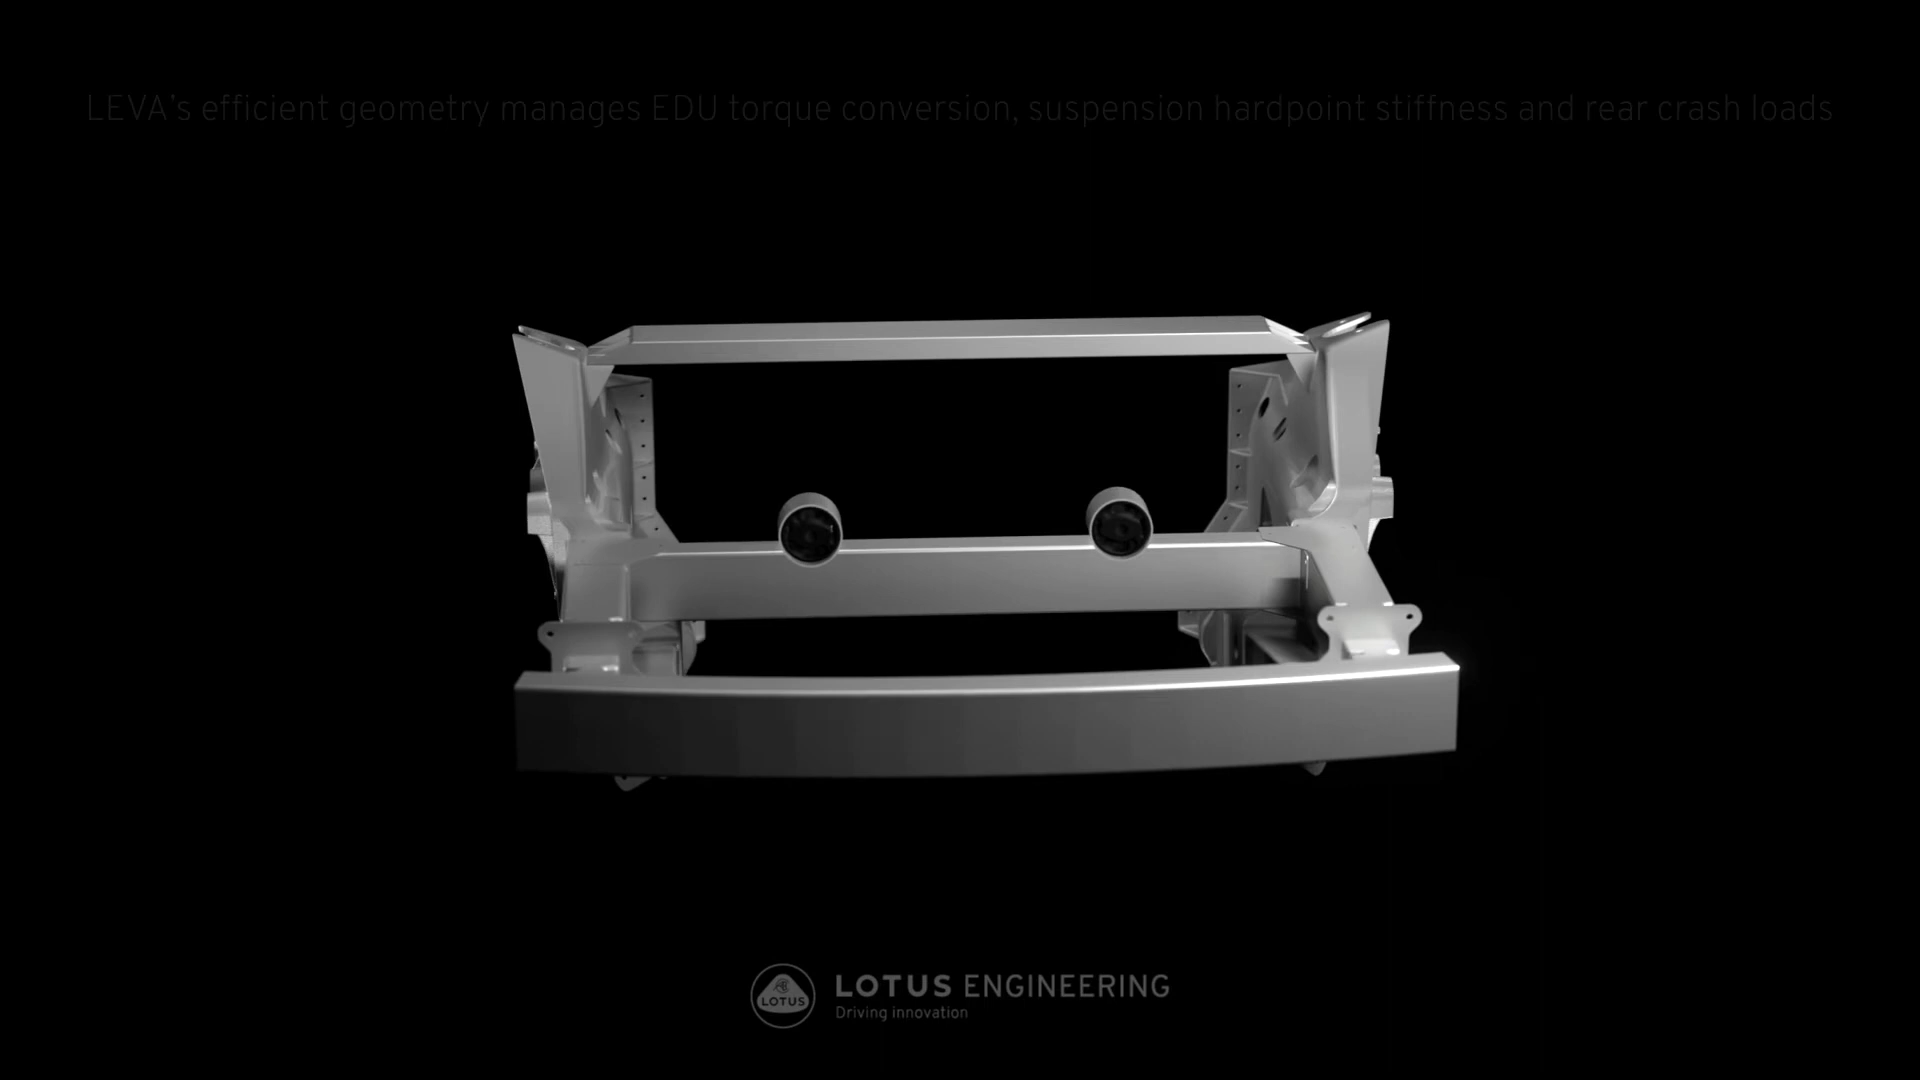 LEVA's efficient geometry manages EDU torque conversion, suspension hardpoint stiffness and rear crash loads
LOTUS
LOTUS ENGINEERING
Driving innovation